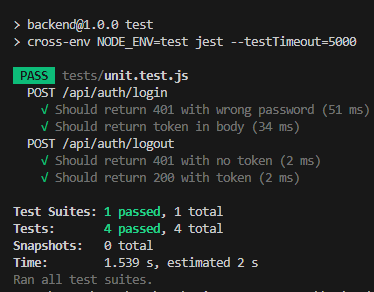 > backend@1.0.0 test
> cross-env NODE_ENV=test jest --testTimeout=5000
PASS tests/unit.test.js
POST /api/auth/login
√ Should return 401 with wrong password (51 ms)
√ Should return token in body (34 ms)
POST /api/auth/logout
√ Should return 401 with no token (2 ms)
√ Should return 200 with token (2 ms)
Test Suites: 1 passed, 1 total
Tests: 4 passed, 4 total
Snapshots: 0 total
Time: 1.539 s, estimated 2 s
Ran all test suites.